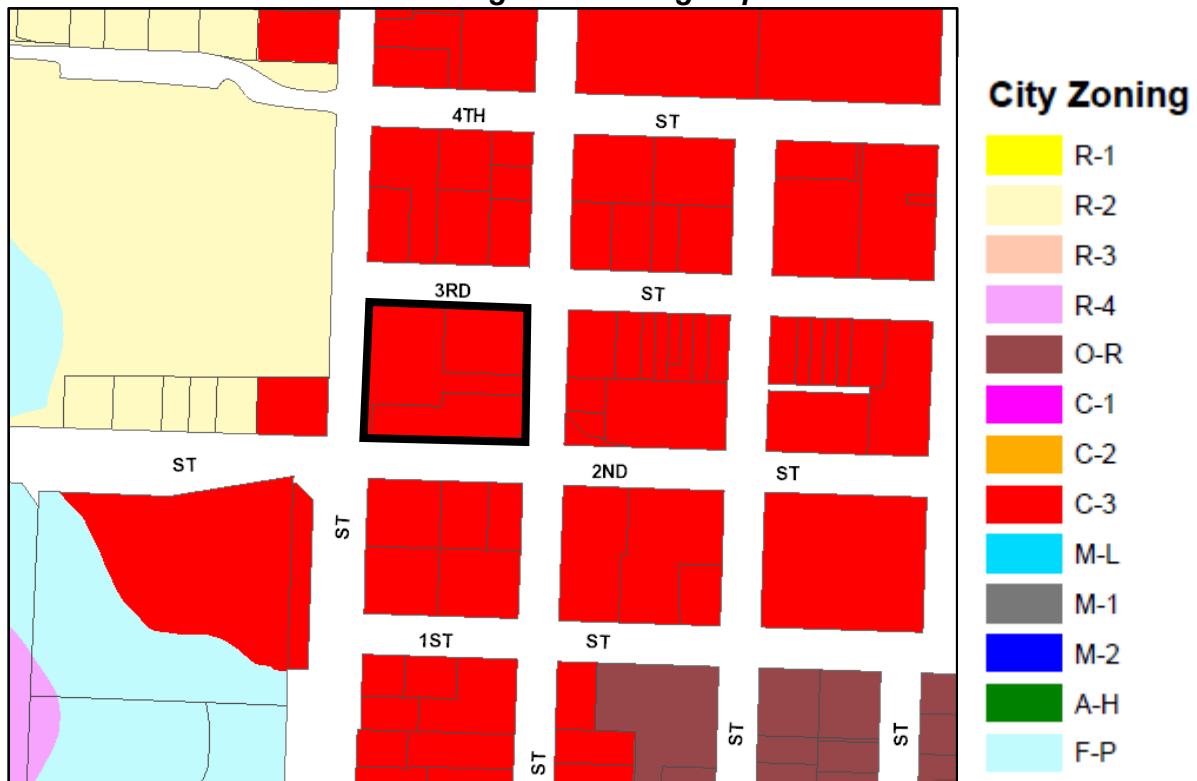 4TH ST
3RD ST
ST 2ND ST
ST
1ST ST
ST
ST
ST
City Zoning
R-1
R-2
R-3
R-4
O-R
C-1
C-2
C-3
M-L
M-1
M-2
A-H
F-P